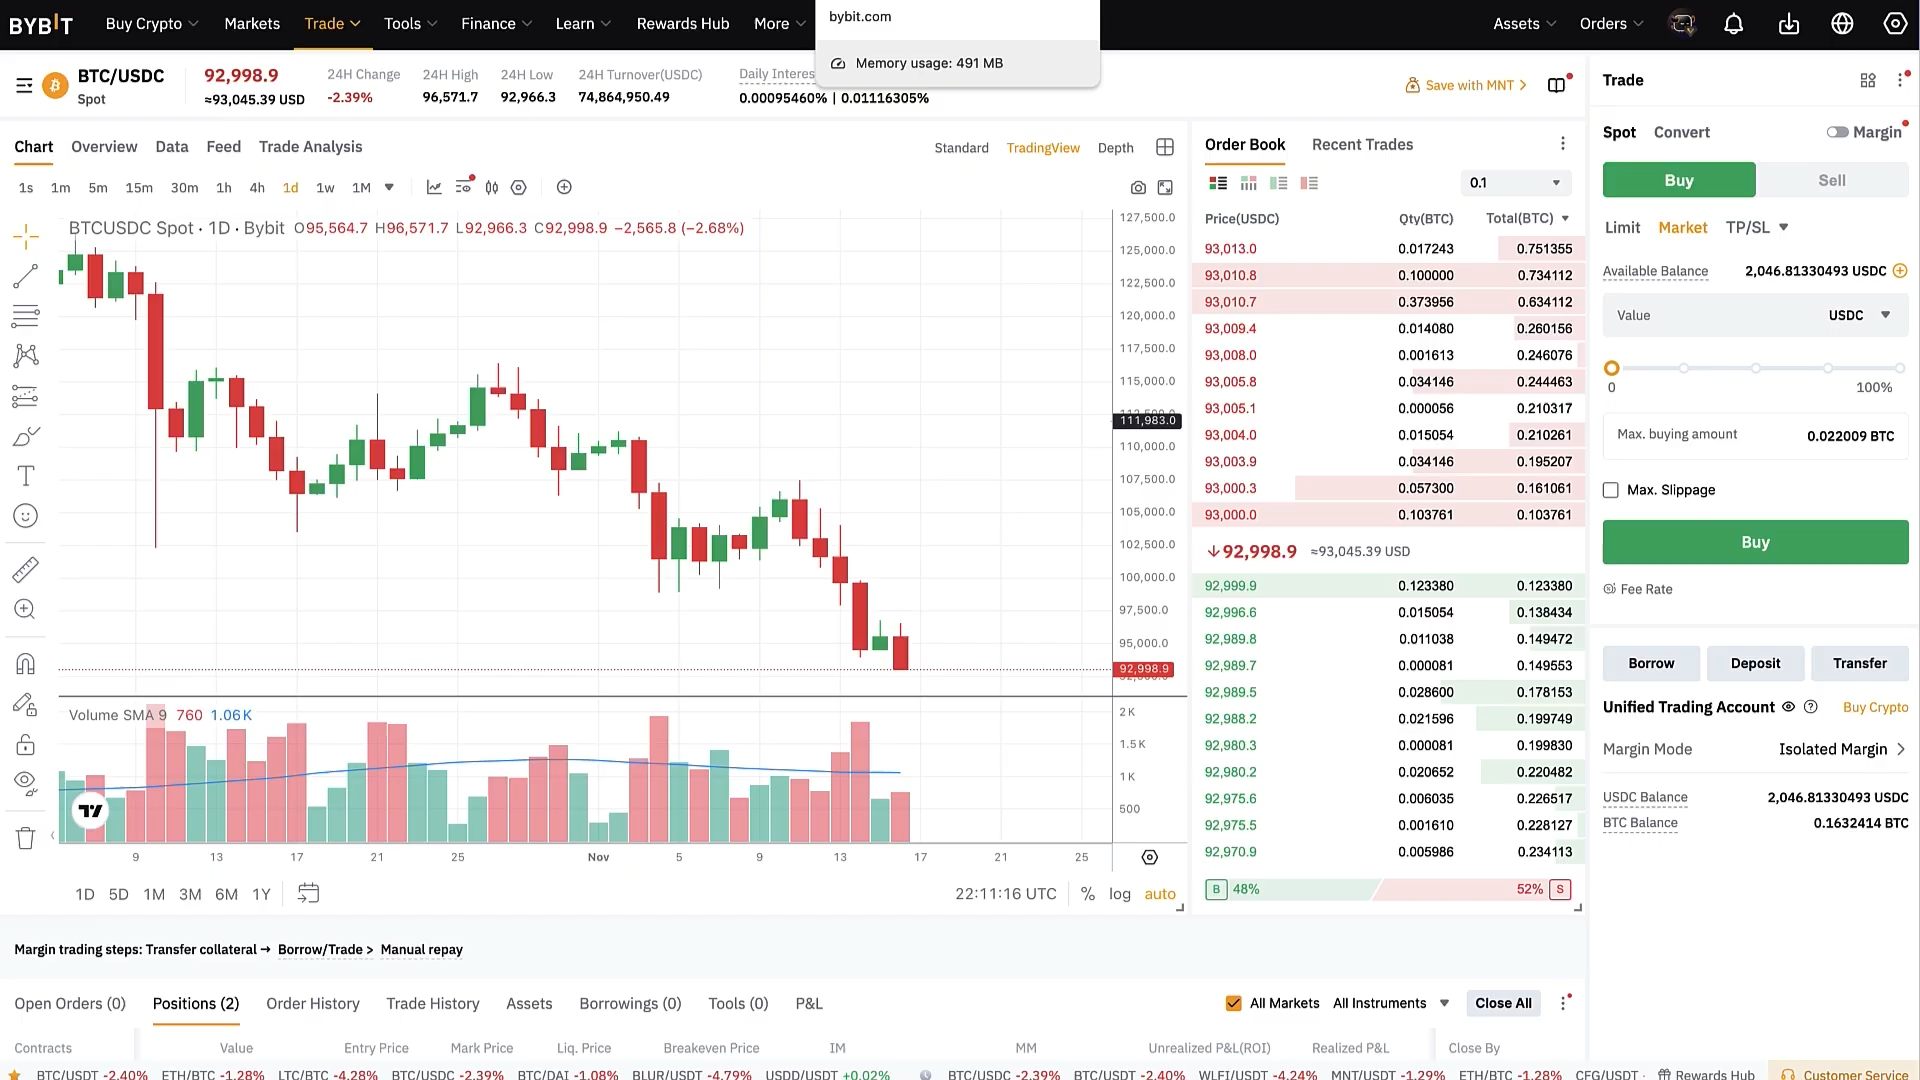 BYBIT Buy Crypto Markets Trade Tools Finance Learn Rewards Hub More Assets Orders
bybit.com
Memory usage: 491 MB
BTC/USDC
Spot
92,998.9
≈93,045.39 USD
24H Change
-2.39%
24H High
96,571.7
24H Low
92,966.3
24H Turnover(USDC)
74,864,950.49
Daily Interes
0.00095460% | 0.01116305%
Save with MNT
Chart Overview Data Feed Trade Analysis
Standard TradingView Depth
1s 1m 5m 15m 30m 1h 4h 1d 1w 1M
BTCUSDC Spot · 1D · Bybit O95,564.7 H96,571.7 L92,966.3 C92,998.9 −2,565.8 (−2.68%)
127,500.0
125,000.0
122,500.0
120,000.0
117,500.0
115,000.0
111,983.0
110,000.0
107,500.0
105,000.0
102,500.0
100,000.0
97,500.0
95,000.0
92,998.9
Volume SMA 9 760 1.06K
2 K
1.5 K
1 K
500
9 13 17 21 25 Nov 5 9 13 17 21 25
1D 5D 1M 3M 6M 1Y
22:11:16 UTC % log auto
Order Book Recent Trades
0.1
Price(USDC) Qty(BTC) Total(BTC)
93,013.0 0.017243 0.751355
93,010.8 0.100000 0.734112
93,010.7 0.373956 0.634112
93,009.4 0.014080 0.260156
93,008.0 0.001613 0.246076
93,005.8 0.034146 0.244463
93,005.1 0.000056 0.210317
93,004.0 0.015054 0.210261
93,003.9 0.034146 0.195207
93,000.3 0.057300 0.161061
93,000.0 0.103761 0.103761
↓92,998.9 ≈93,045.39 USD
92,999.9 0.123380 0.123380
92,996.6 0.015054 0.138434
92,989.8 0.011038 0.149472
92,989.7 0.000081 0.149553
92,989.5 0.028600 0.178153
92,988.2 0.021596 0.199749
92,980.3 0.000081 0.199830
92,980.2 0.020652 0.220482
92,975.6 0.006035 0.226517
92,975.5 0.001610 0.228127
92,970.9 0.005986 0.234113
B 48% 52% S
Trade
Spot Convert Margin
Buy Sell
Limit Market TP/SL
Available Balance 2,046.81330493 USDC
Value USDC
0 100%
Max. buying amount 0.022009 BTC
Max. Slippage
Buy
Fee Rate
Borrow Deposit Transfer
Unified Trading Account Buy Crypto
Margin Mode Isolated Margin
USDC Balance 2,046.81330493 USDC
BTC Balance 0.1632414 BTC
Margin trading steps: Transfer collateral → Borrow/Trade > Manual repay
Open Orders (0) Positions (2) Order History Trade History Assets Borrowings (0) Tools (0) P&L
All Markets All Instruments Close All
Contracts Value Entry Price Mark Price Liq. Price Breakeven Price IM MM Unrealized P&L(ROI) Realized P&L Close By
BTC/USDT -2.40% ETH/BTC -1.28% LTC/BTC -4.28% BTC/USDC -2.39% BTC/DAI -1.08% BLUR/USDT -4.79% USDD/USDT +0.02% BTC/USDC -2.39% BTC/USDT -2.40% WLFI/USDT -4.24% MNT/USDT -1.29% ETH/BTC -1.28% CFG/USDT Rewards Hub Customer Service